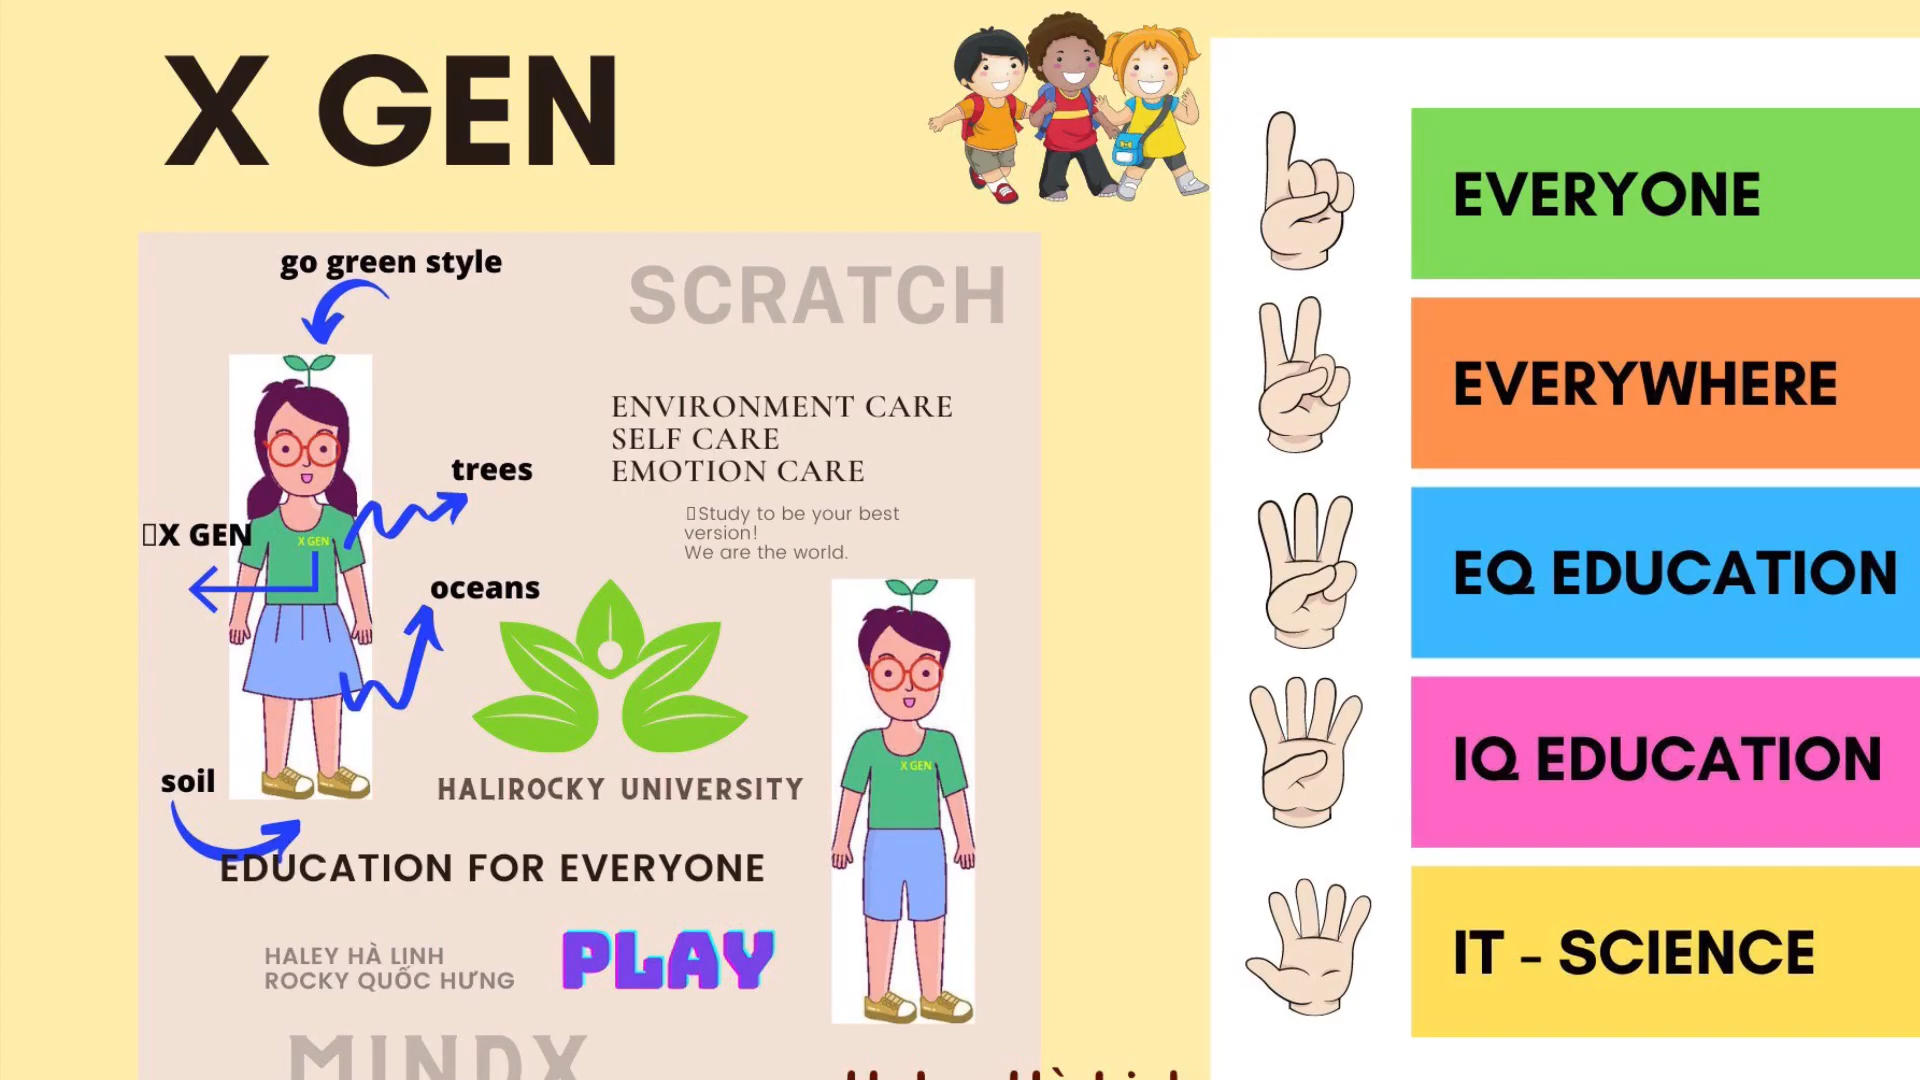 X GEN
go green style
SCRATCH
ENVIRONMENT CARE
SELF CARE
EMOTION CARE
trees
Study to be your best
version!
We are the world.
X GEN
X GEN
oceans
X GEN
soil
HALIROCKY UNIVERSITY
EDUCATION FOR EVERYONE
HALEY HÀ LINH
ROCKY QUỐC HƯNG
PLAY
MINDX
EVERYONE
EVERYWHERE
EQ EDUCATION
IQ EDUCATION
IT - SCIENCE